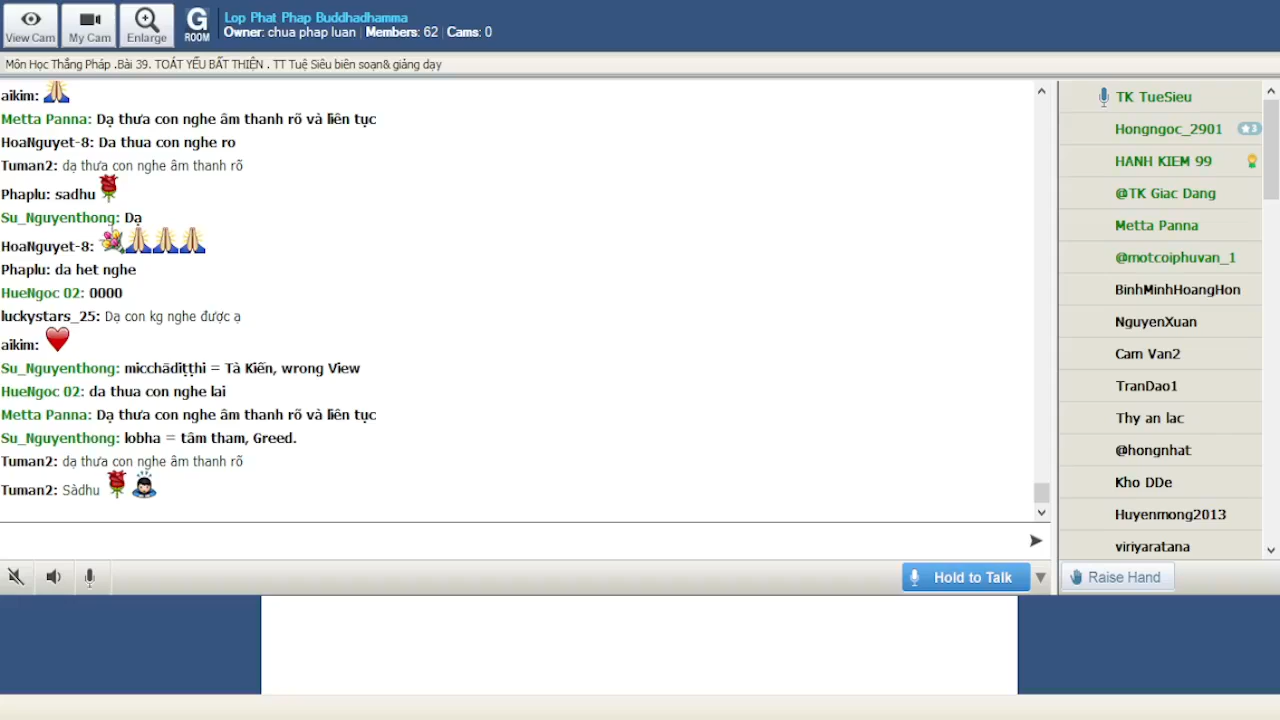 View Cam
My Cam
Enlarge
G
ROOM
Lop Phat Phap Buddhadhamma
Owner: chua phap luan | Members: 62 | Cams: 0
Môn Học Thắng Pháp .Bài 39. TOÁT YẾU BẤT THIỆN . TT Tuệ Siêu biên soạn& giảng dạy
aikim:
Metta Panna: Dạ thưa con nghe âm thanh rõ và liên tục
HoaNguyet-8: Da thua con nghe ro
Tuman2: dạ thưa con nghe âm thanh rõ
Phaplu: sadhu
Su_Nguyenthong: Dạ
HoaNguyet-8:
Phaplu: da het nghe
HueNgoc 02: 0000
luckystars_25: Dạ con kg nghe được ạ
aikim:
Su_Nguyenthong: micchādiṭṭhi = Tà Kiến, wrong View
HueNgoc 02: da thua con nghe lai
Metta Panna: Dạ thưa con nghe âm thanh rõ và liên tục
Su_Nguyenthong: lobha = tâm tham, Greed.
Tuman2: dạ thưa con nghe âm thanh rõ
Tuman2: Sàdhu
TK TueSieu
Hongngoc_2901
3
HANH KIEM 99
@TK Giac Dang
Metta Panna
@motcoiphuvan_1
BinhMinhHoangHon
NguyenXuan
Cam Van2
TranDao1
Thy an lac
@hongnhat
Kho DDe
Huyenmong2013
viriyaratana
Hold to Talk
Raise Hand